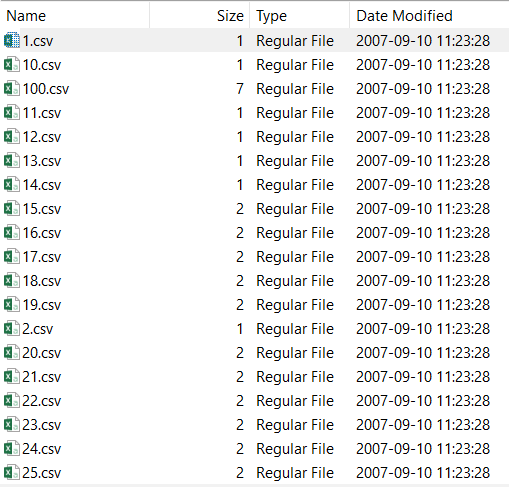 Name Size Type Date Modified
1.csv 1 Regular File 2007-09-10 11:23:28
10.csv 1 Regular File 2007-09-10 11:23:28
100.csv 7 Regular File 2007-09-10 11:23:28
11.csv 1 Regular File 2007-09-10 11:23:28
12.csv 1 Regular File 2007-09-10 11:23:28
13.csv 1 Regular File 2007-09-10 11:23:28
14.csv 1 Regular File 2007-09-10 11:23:28
15.csv 2 Regular File 2007-09-10 11:23:28
16.csv 2 Regular File 2007-09-10 11:23:28
17.csv 2 Regular File 2007-09-10 11:23:28
18.csv 2 Regular File 2007-09-10 11:23:28
19.csv 2 Regular File 2007-09-10 11:23:28
2.csv 1 Regular File 2007-09-10 11:23:28
20.csv 2 Regular File 2007-09-10 11:23:28
21.csv 2 Regular File 2007-09-10 11:23:28
22.csv 2 Regular File 2007-09-10 11:23:28
23.csv 2 Regular File 2007-09-10 11:23:28
24.csv 2 Regular File 2007-09-10 11:23:28
25.csv 2 Regular File 2007-09-10 11:23:28